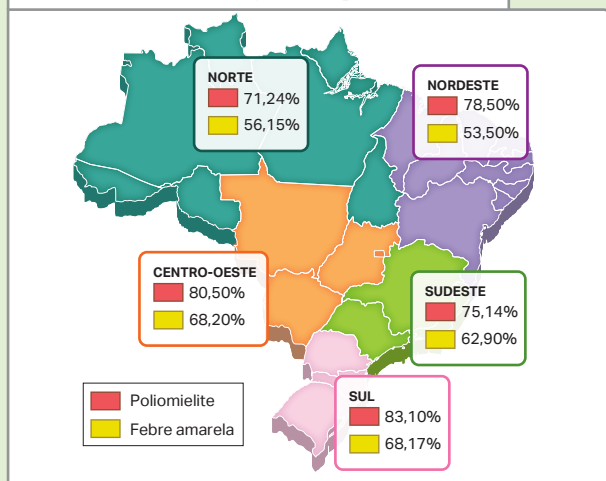 NORTE
71,24%
56,15%
NORDESTE
78,50%
53,50%
CENTRO-OESTE
80,50%
68,20%
SUDESTE
75,14%
62,90%
SUL
83,10%
68,17%
Poliomielite
Febre amarela